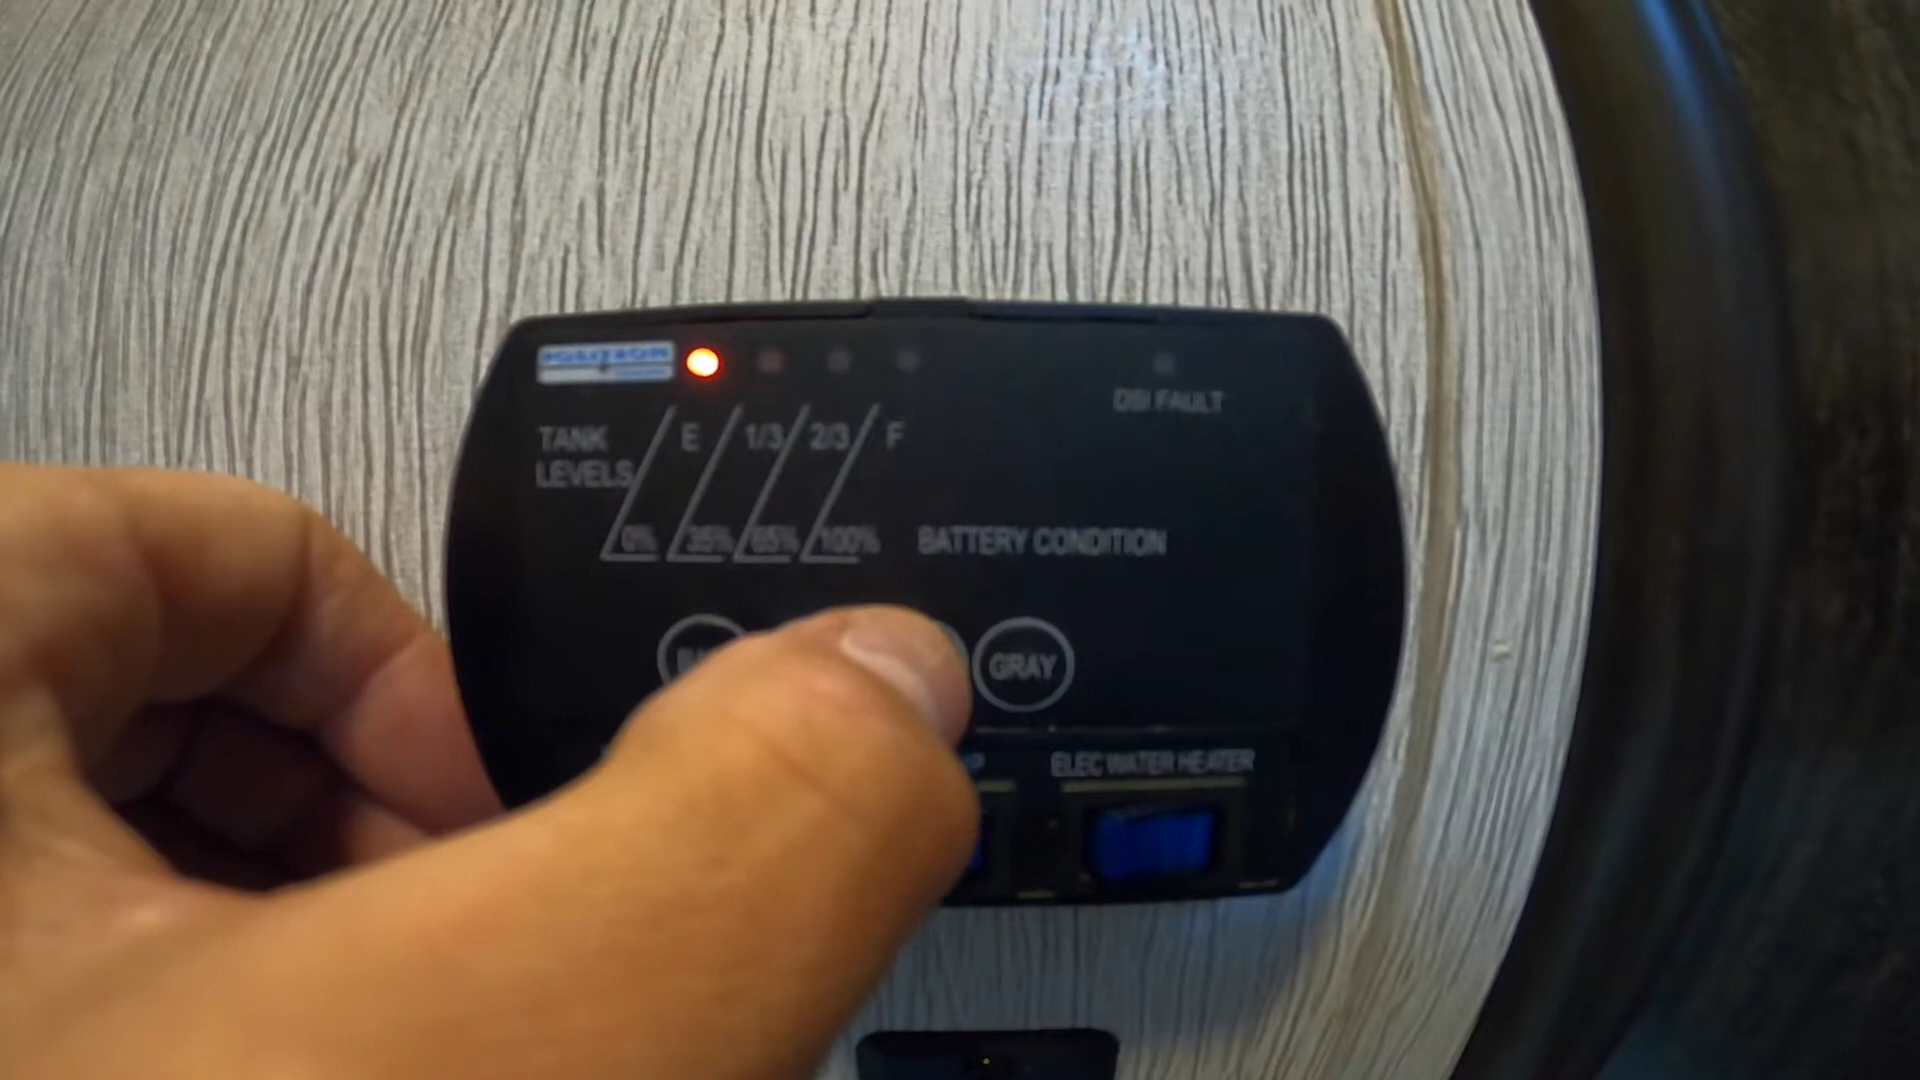 TANK
LEVELS
E 1/3 2/3 F
0% 35% 65% 100%
DSI FAULT
BATTERY CONDITION
GRAY
ELEC WATER HEATER